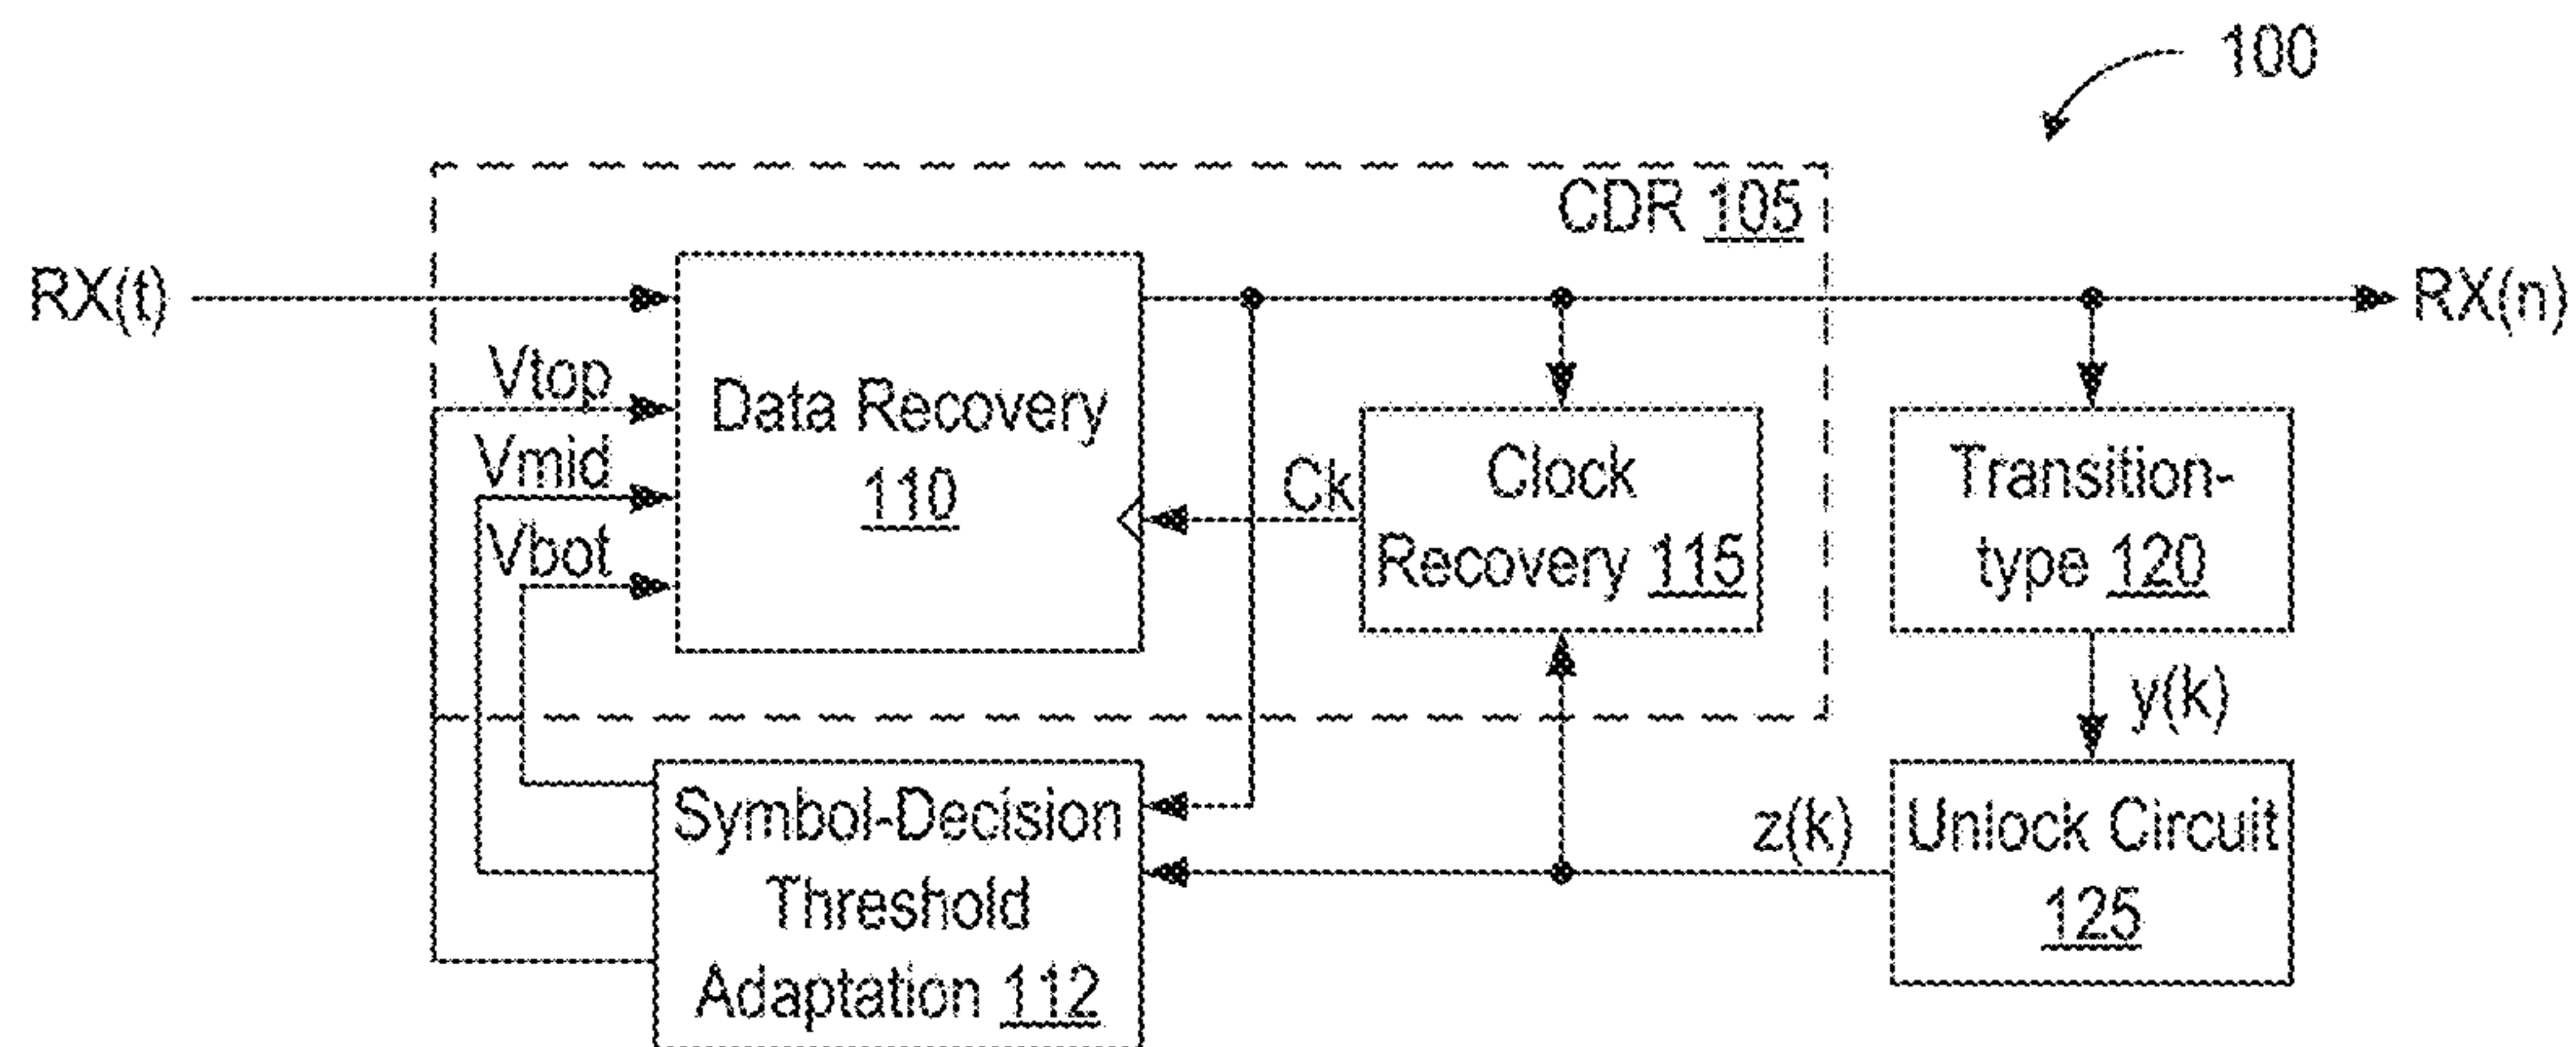 100
CDR 105
RX(t)
RX(n)
Vtop
Vmid
Vbot
Data Recovery
110
Ck
Clock
Recovery 115
Transition-
type 120
y(k)
Symbol-Decision
Threshold
Adaptation 112
z(k)
Unlock Circuit
125